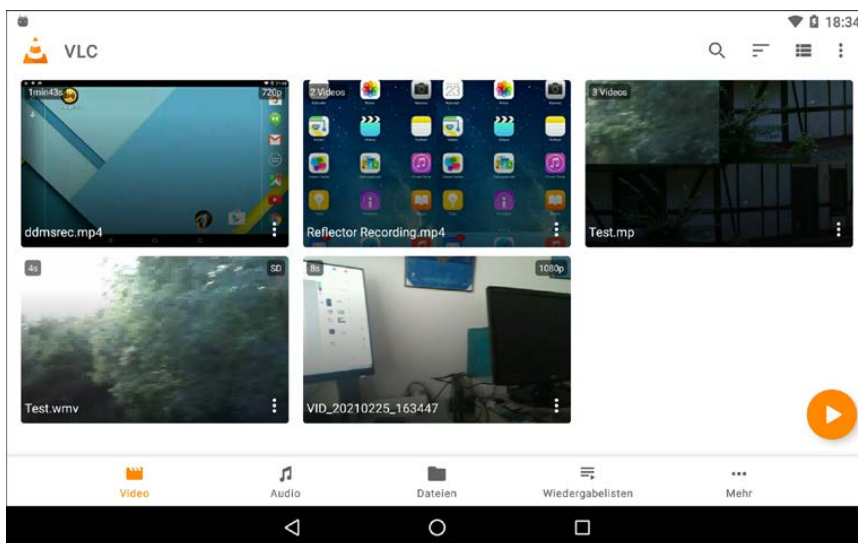 18:34
VLC
1min43s
720p
ddmsrec.mp4
2 Videos
23
Reflector Recording.mp4
3 Videos
Test.mp
4s
SD
Test.wmv
8s
1080p
VID_20210225_163447
Video
Audio
Dateien
Wiedergabelisten
Mehr